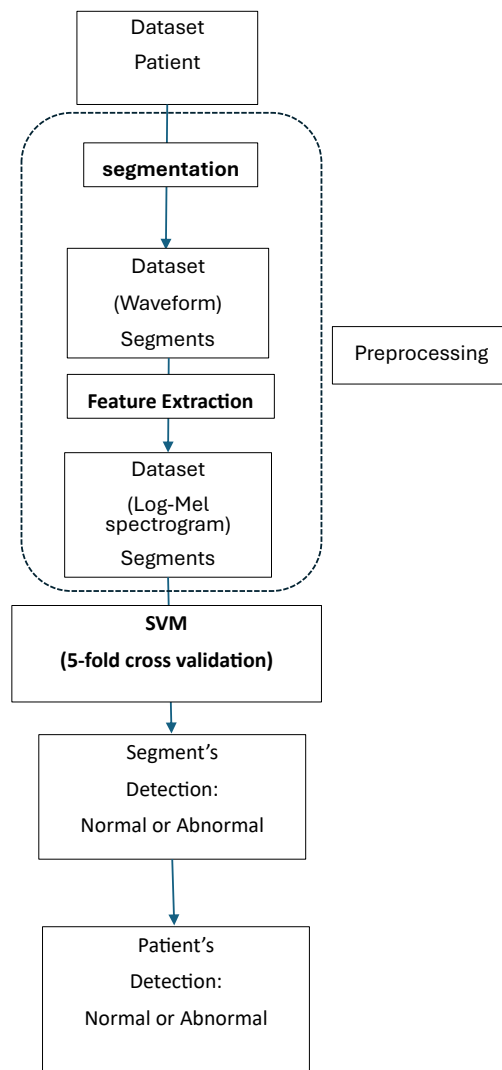 Dataset
Patient
segmentation
Dataset
(Waveform)
Segments
Preprocessing
Feature Extraction
Dataset
(Log-Mel
spectrogram)
Segments
SVM
(5-fold cross validation)
Segment’s
Detection:
Normal or Abnormal
Patient’s
Detection:
Normal or Abnormal